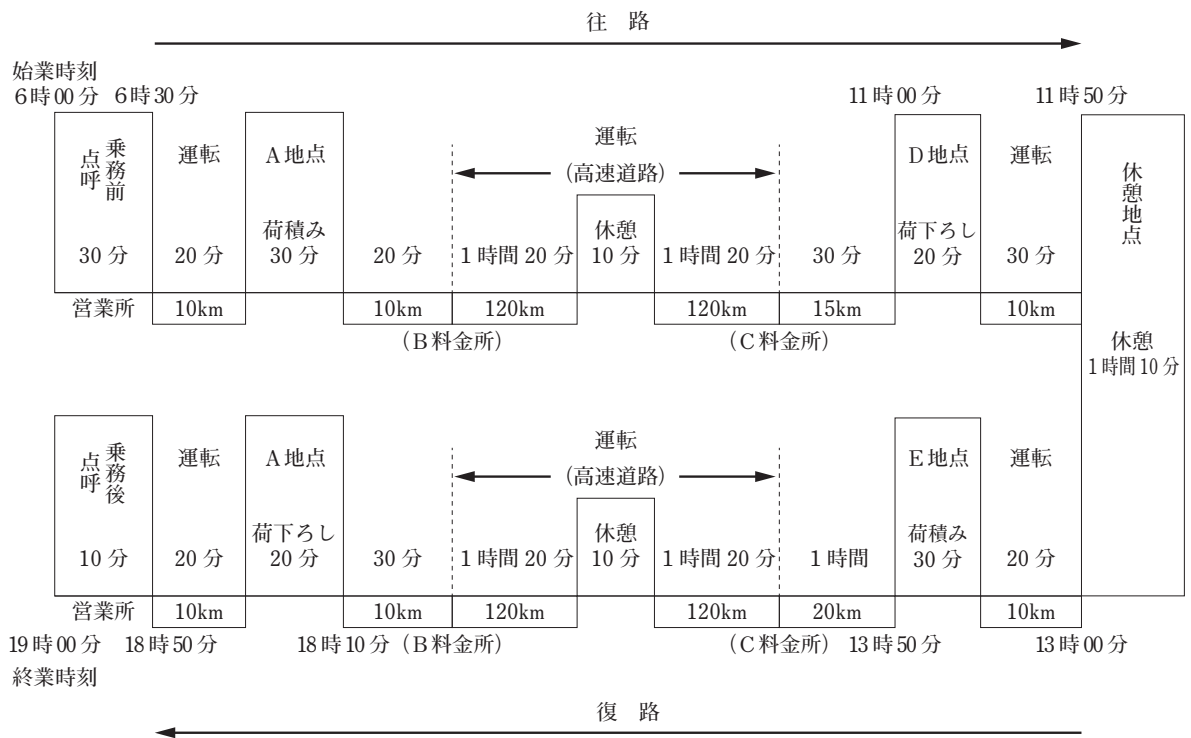 往 路
始業時刻
6時00分 6時30分 11時00分 11時50分
乗務前
点呼
運転 A地点 運転 D地点 運転
(高速道路)
休憩地点
荷積み 休憩 荷下ろし
30分 20分 30分 20分 1時間20分 10分 1時間20分 30分 20分 30分
営業所 10km 10km 120km 120km 15km 10km
(B料金所) (C料金所)
休憩
1時間10分
乗務後
点呼
運転 A地点 運転 E地点 運転
(高速道路)
荷下ろし 休憩 荷積み
10分 20分 20分 30分 1時間20分 10分 1時間20分 1時間 30分 20分
営業所 10km 10km 120km 120km 20km 10km
19時00分 18時50分 18時10分 (B料金所) (C料金所) 13時50分 13時00分
終業時刻
復 路